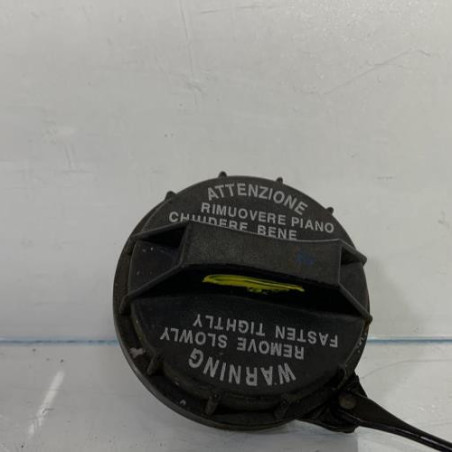 ATTENZIONE
RIMUOVERE PIANO
CHIUDERE BENE
WARNING
REMOVE SLOWLY
FASTEN TIGHTLY